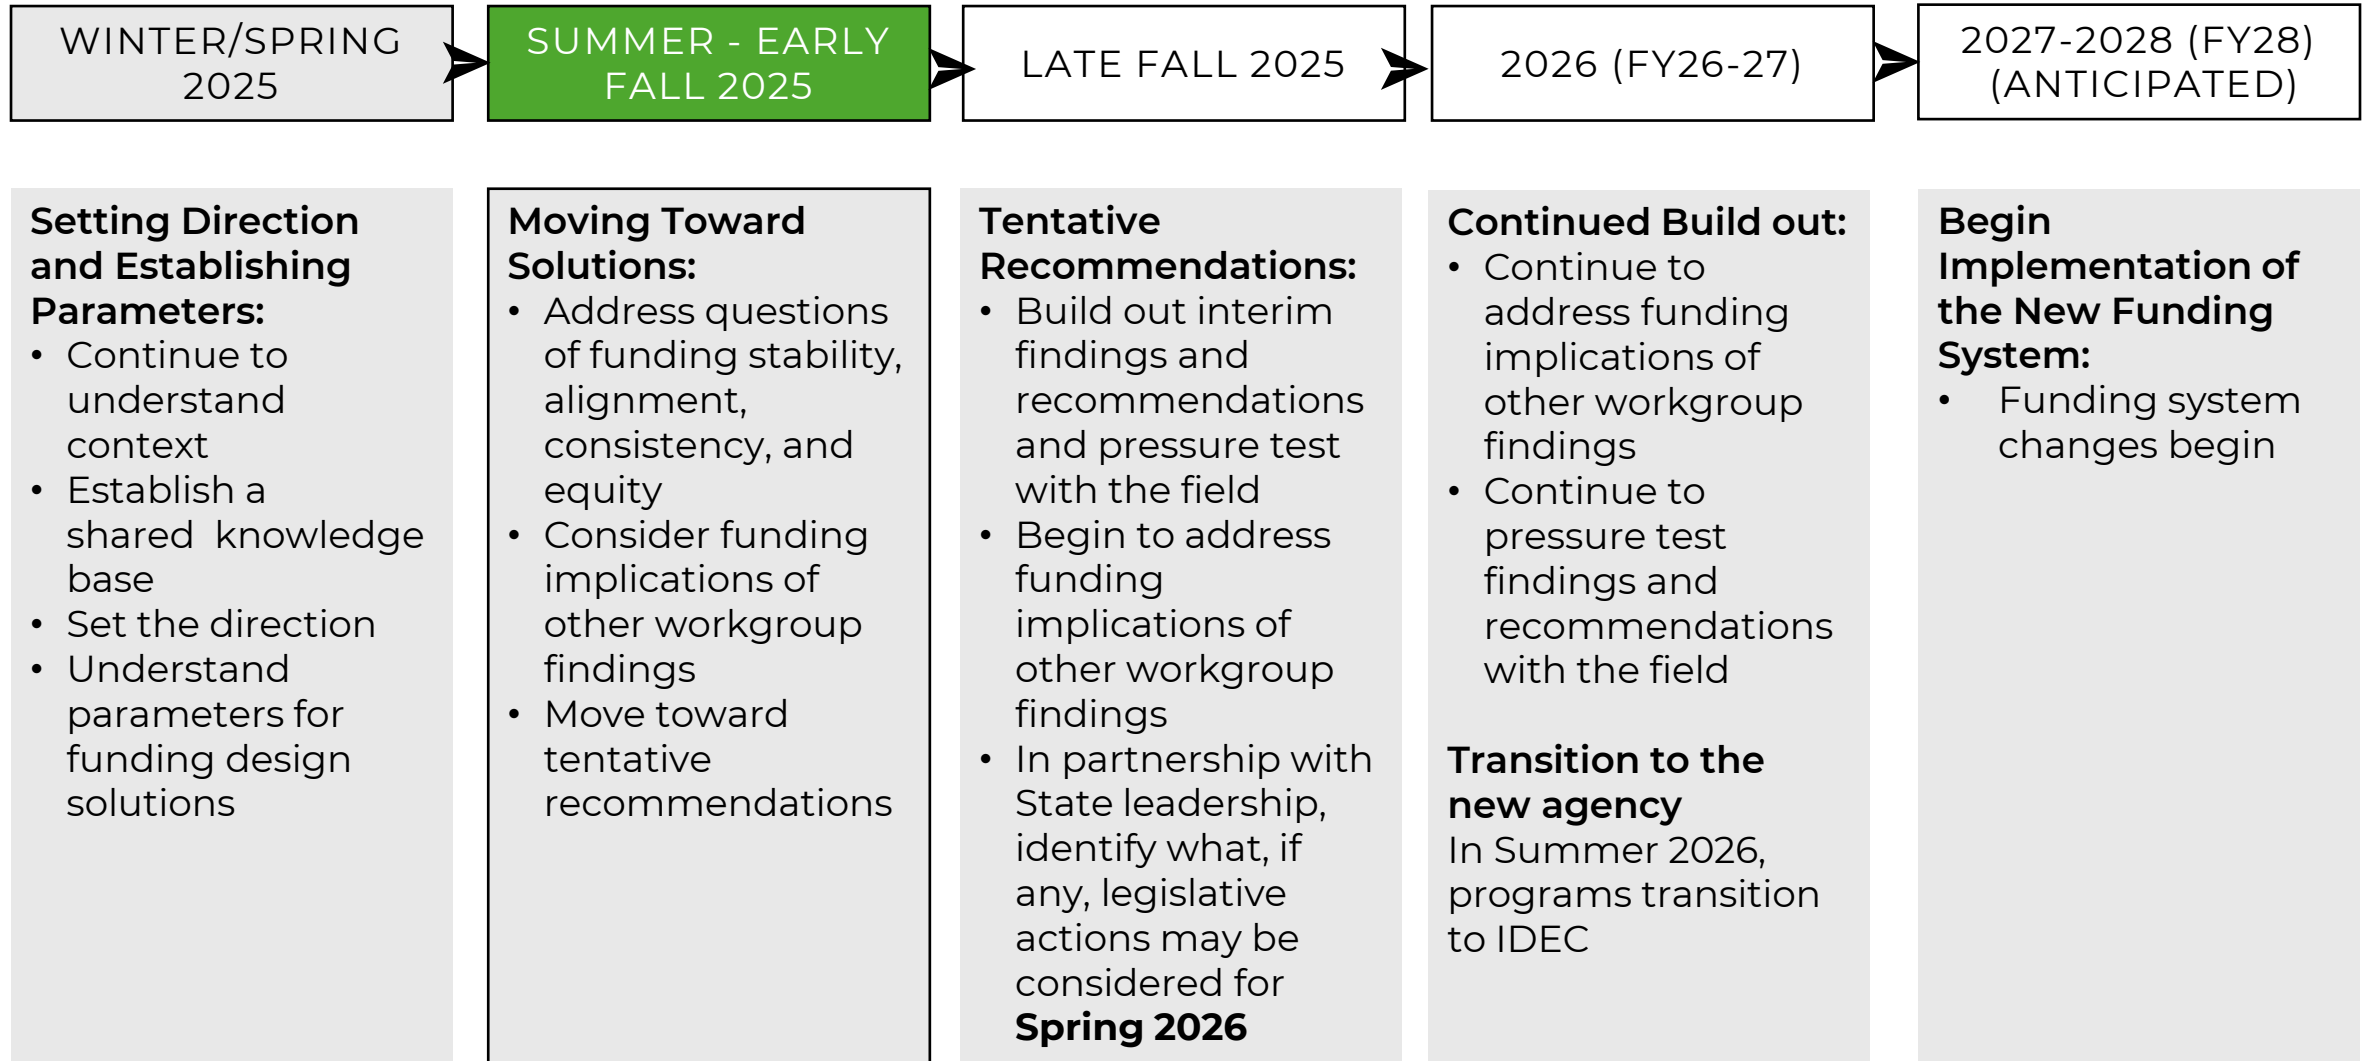 WINTER/SPRING
2025
SUMMER - EARLY
FALL 2025
LATE FALL 2025
2026 (FY26-27)
2027-2028 (FY28)
(ANTICIPATED)
Setting Direction
and Establishing
Parameters:
• Continue to
understand
context
• Establish a
shared knowledge
base
• Set the direction
• Understand
parameters for
funding design
solutions
Moving Toward
Solutions:
• Address questions
of funding stability,
alignment,
consistency, and
equity
• Consider funding
implications of
other workgroup
findings
• Move toward
tentative
recommendations
Tentative
Recommendations:
• Build out interim
findings and
recommendations
and pressure test
with the field
• Begin to address
funding
implications of
other workgroup
findings
• In partnership with
State leadership,
identify what, if
any, legislative
actions may be
considered for
Spring 2026
Continued Build out:
• Continue to
address funding
implications of
other workgroup
findings
• Continue to
pressure test
findings and
recommendations
with the field
Transition to the
new agency
In Summer 2026,
programs transition
to IDEC
Begin
Implementation of
the New Funding
System:
• Funding system
changes begin